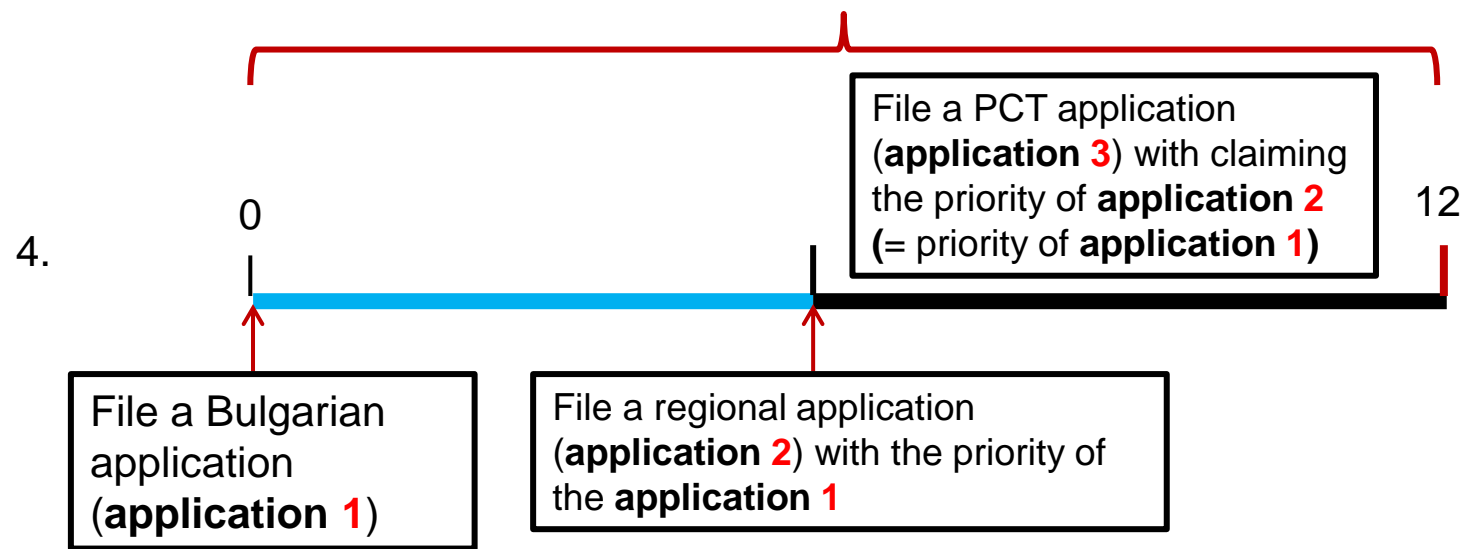 File a PCT application
(application 3) with claiming
the priority of application 2
(= priority of application 1)
0
12
4.
File a Bulgarian
application
(application 1)
File a regional application
(application 2) with the priority of
the application 1